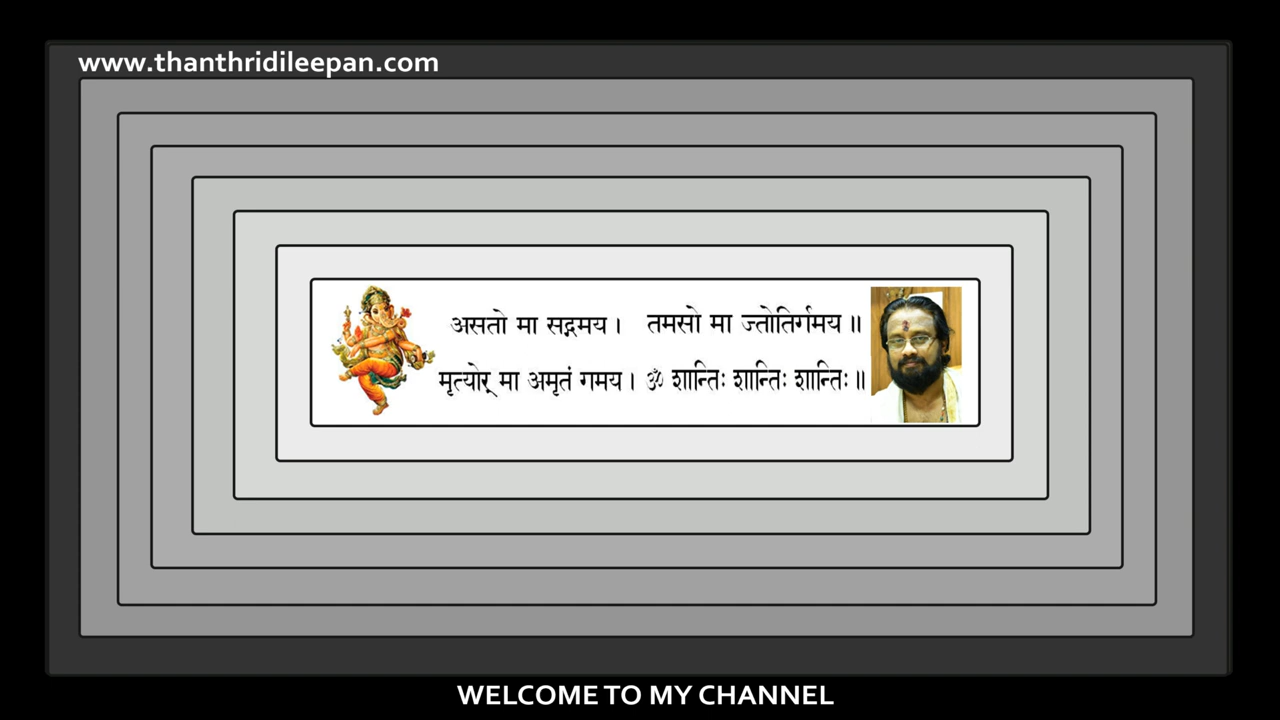 www.thanthridileepan.com
असतो मा सद्गमय। तमसो मा ज्तोतिर्गमय॥
मृत्योर् मा अमृतं गमय। ॐ शान्तिः शान्तिः शान्तिः॥
WELCOME TO MY CHANNEL